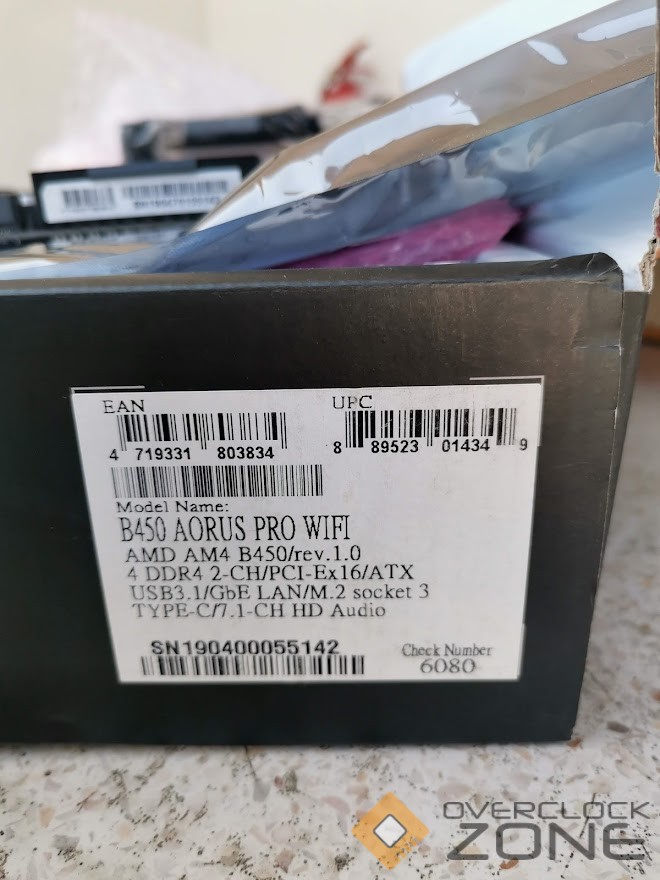 EAN
4 719331 803834
UPC
8 89523 01434 9
Model Name:
B450 AORUS PRO WIFI
AMD AM4 B450/rev.1.0
4 DDR4 2-CH/PCI-Ex16/ATX
USB3.1/GbE LAN/M.2 socket 3
TYPE-C/7.1-CH HD Audio
SN190400055142
Check Number
6080
OVERCLOCK
ZONE